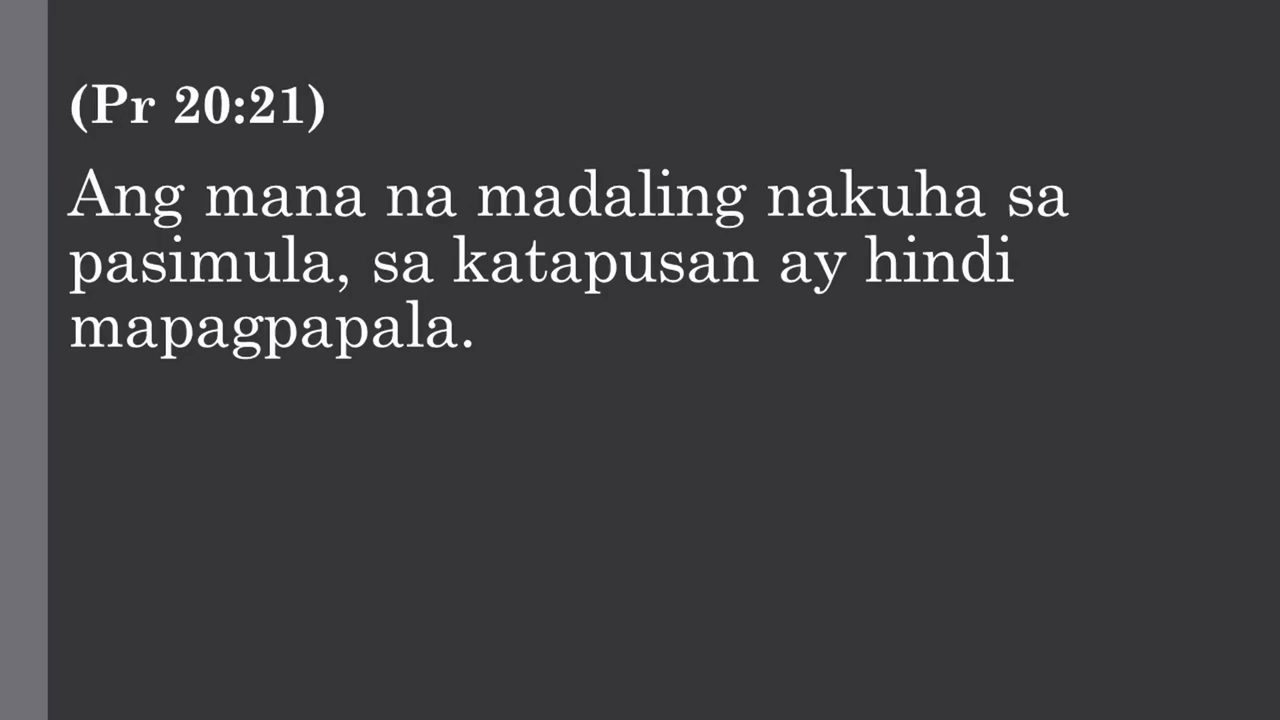 (Pr 20:21)
Ang mana na madaling nakuha sa
pasimula, sa katapusan ay hindi
mapagpapala.